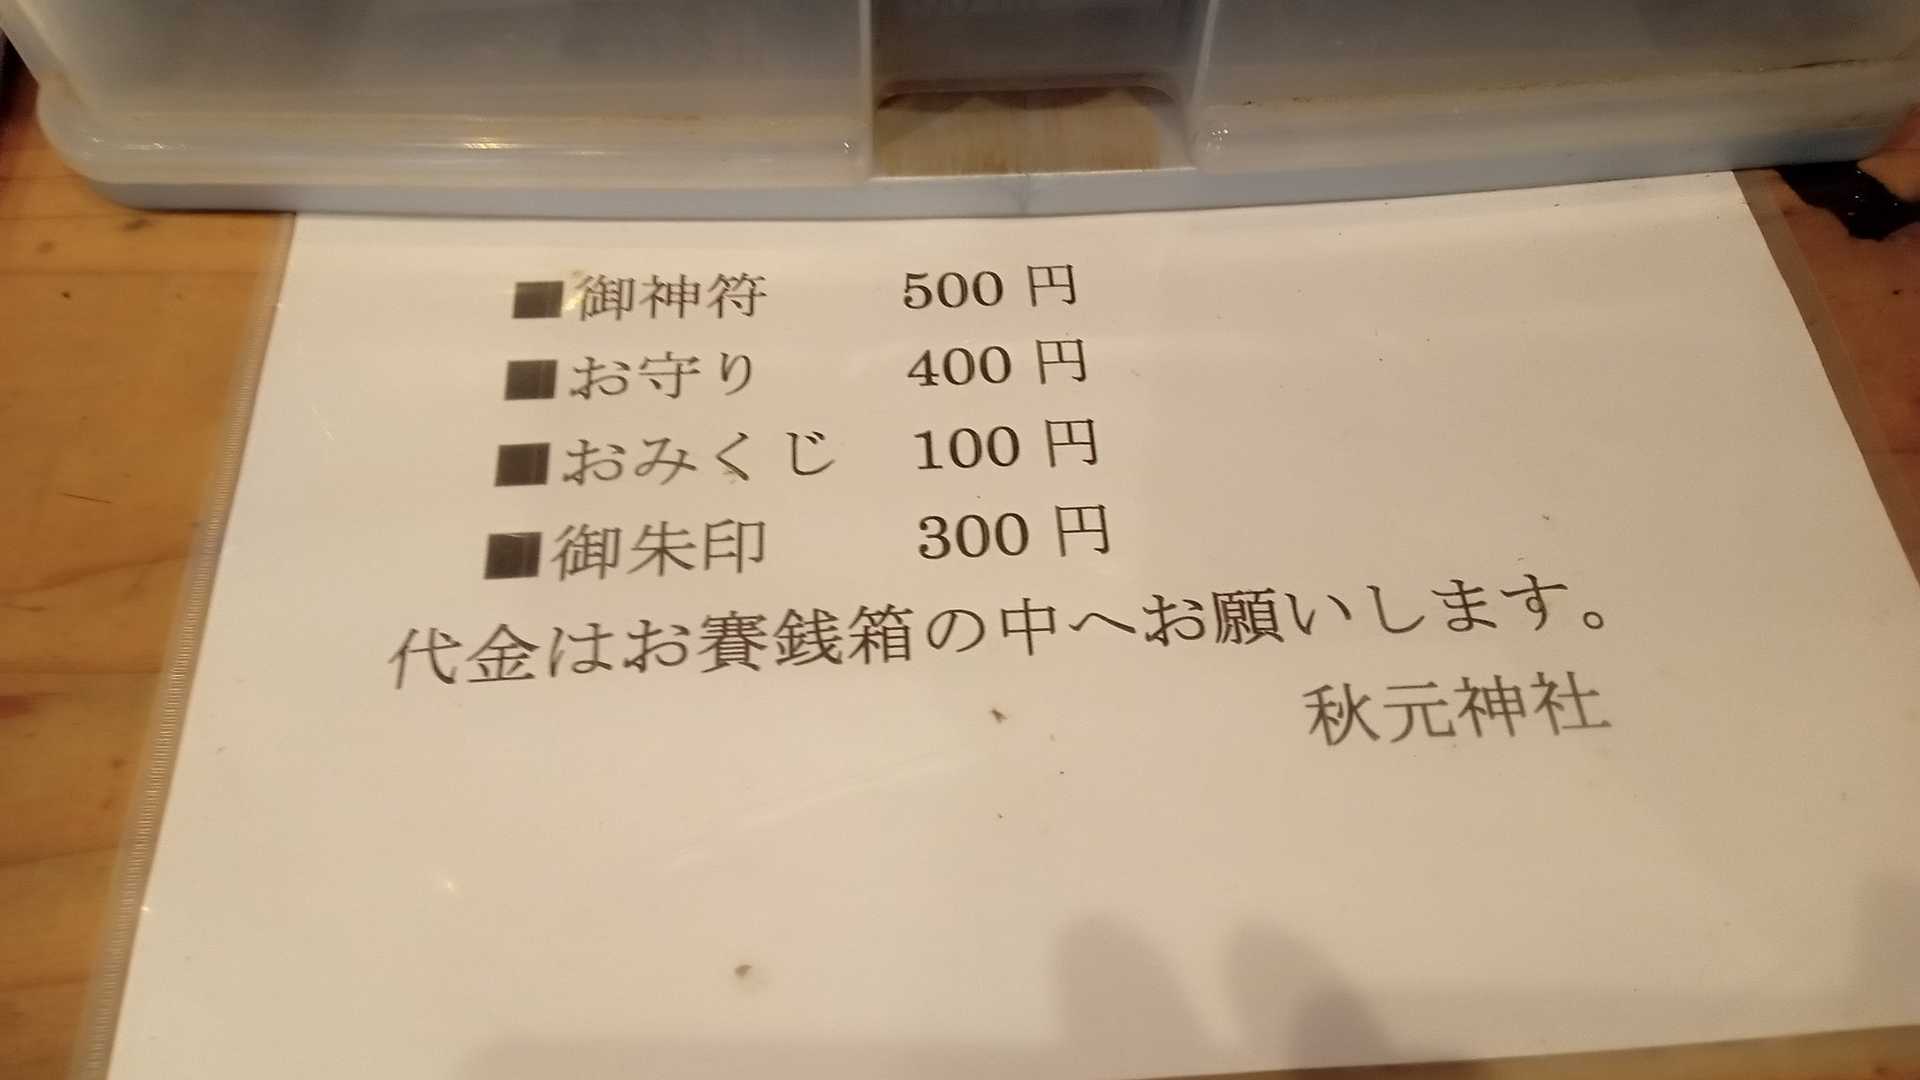 ■御神符 500 円
■お守り 400 円
■おみくじ 100 円
■御朱印 300 円
代金はお賽銭箱の中へお願いします。
秋元神社